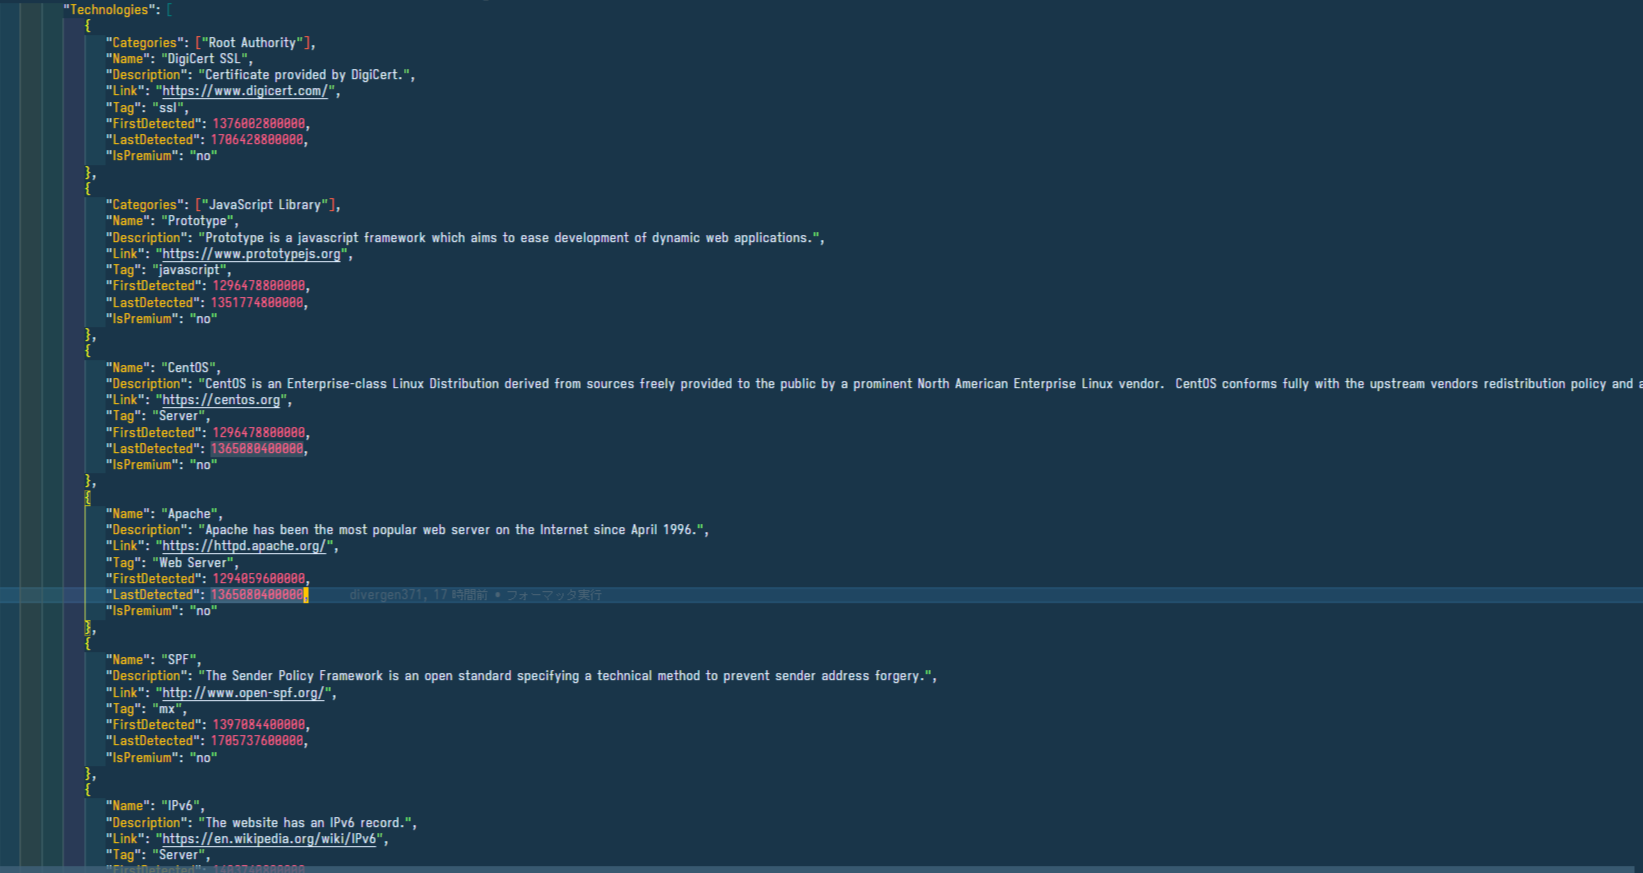 "Technologies": [
{
"Categories": ["Root Authority"],
"Name": "DigiCert SSL",
"Description": "Certificate provided by DigiCert.",
"Link": "https://www.digicert.com/",
"Tag": "ssl",
"FirstDetected": 1376002800000,
"LastDetected": 1706428800000,
"IsPremium": "no"
},
{
"Categories": ["JavaScript Library"],
"Name": "Prototype",
"Description": "Prototype is a javascript framework which aims to ease development of dynamic web applications.",
"Link": "https://www.prototypejs.org",
"Tag": "javascript",
"FirstDetected": 1296478800000,
"LastDetected": 1351774800000,
"IsPremium": "no"
},
{
"Name": "CentOS",
"Description": "CentOS is an Enterprise-class Linux Distribution derived from sources freely provided to the public by a prominent North American Enterprise Linux vendor.  CentOS conforms fully with the upstream vendors redistribution policy and a
"Link": "https://centos.org",
"Tag": "Server",
"FirstDetected": 1296478800000,
"LastDetected": 1365080400000,
"IsPremium": "no"
},
{
"Name": "Apache",
"Description": "Apache has been the most popular web server on the Internet since April 1996.",
"Link": "https://httpd.apache.org/",
"Tag": "Web Server",
"FirstDetected": 1294059600000,
"LastDetected": 1365080400000, divergen371, 17 時間前 • フォーマッタ実行
"IsPremium": "no"
},
{
"Name": "SPF",
"Description": "The Sender Policy Framework is an open standard specifying a technical method to prevent sender address forgery.",
"Link": "http://www.open-spf.org/",
"Tag": "mx",
"FirstDetected": 1397084400000,
"LastDetected": 1705737600000,
"IsPremium": "no"
},
{
"Name": "IPv6",
"Description": "The website has an IPv6 record.",
"Link": "https://en.wikipedia.org/wiki/IPv6",
"Tag": "Server",
"FirstDetected":